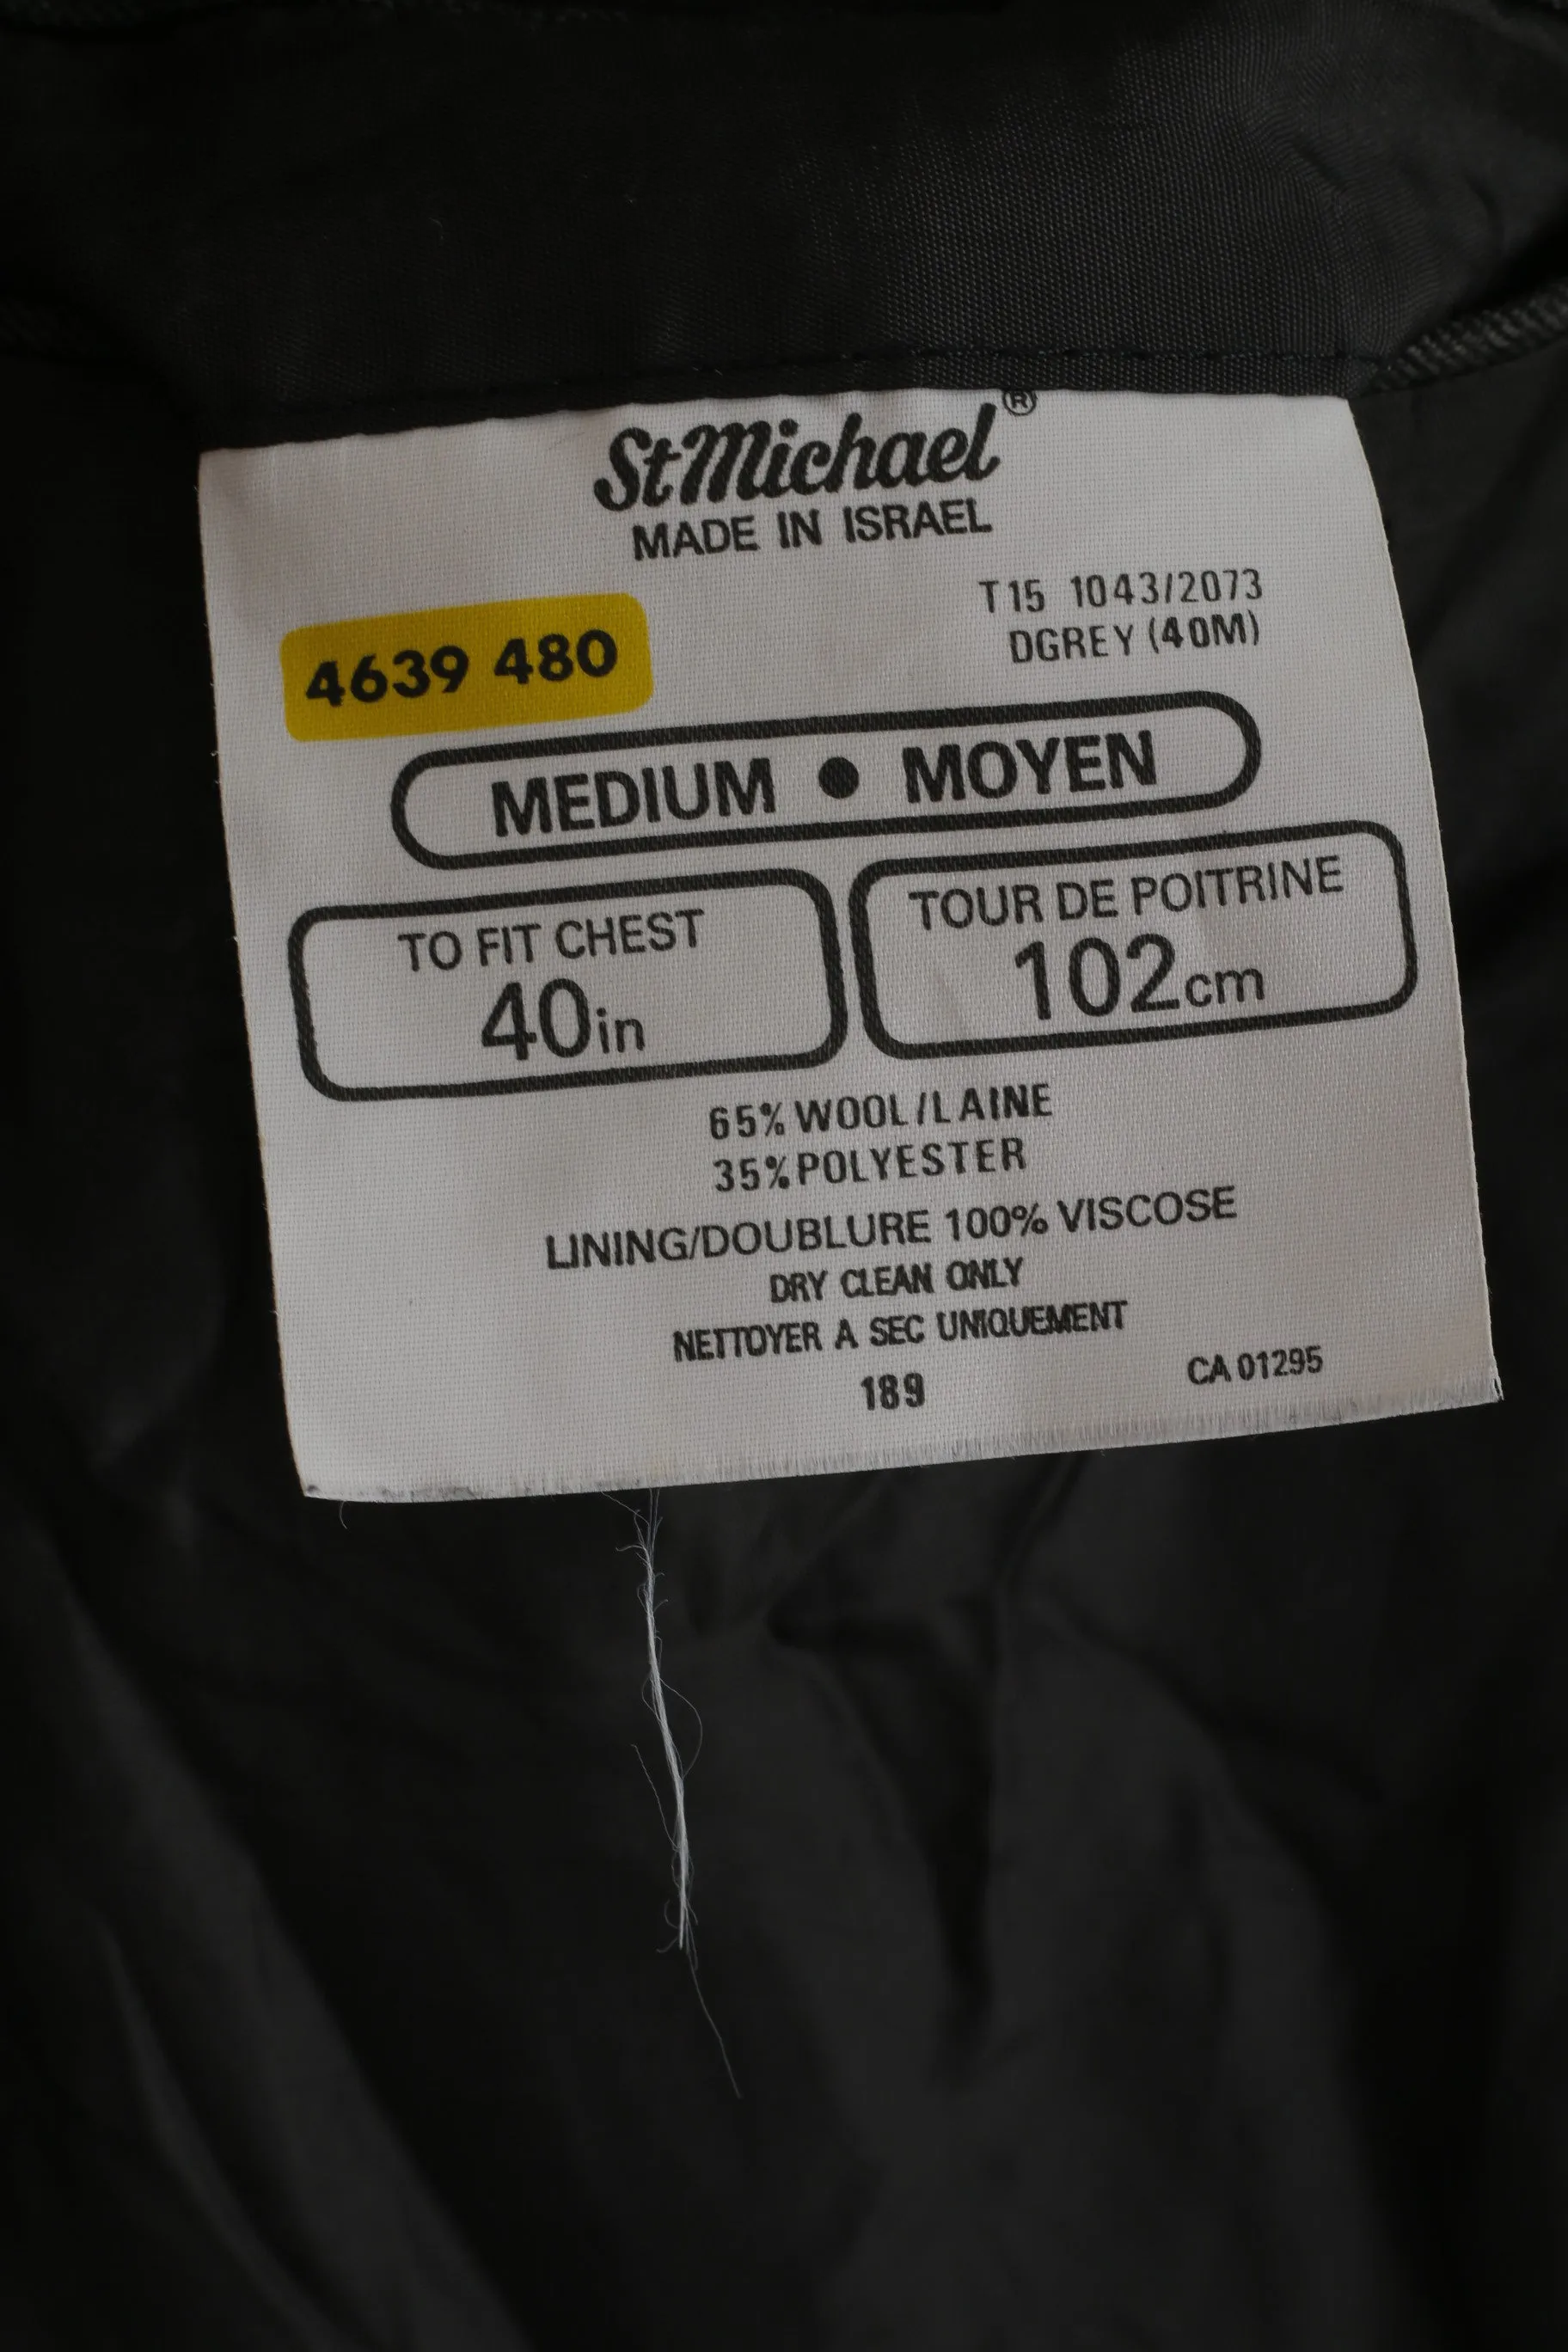 StMichael®
MADE IN ISRAEL
T15 1043/2073
DGREY (40M)
4639 480
MEDIUM • MOYEN
TO FIT CHEST
40in
TOUR DE POITRINE
102cm
65% WOOL/LAINE
35% POLYESTER
LINING/DOUBLURE 100% VISCOSE
DRY CLEAN ONLY
NETTOYER A SEC UNIQUEMENT
189
CA 01295